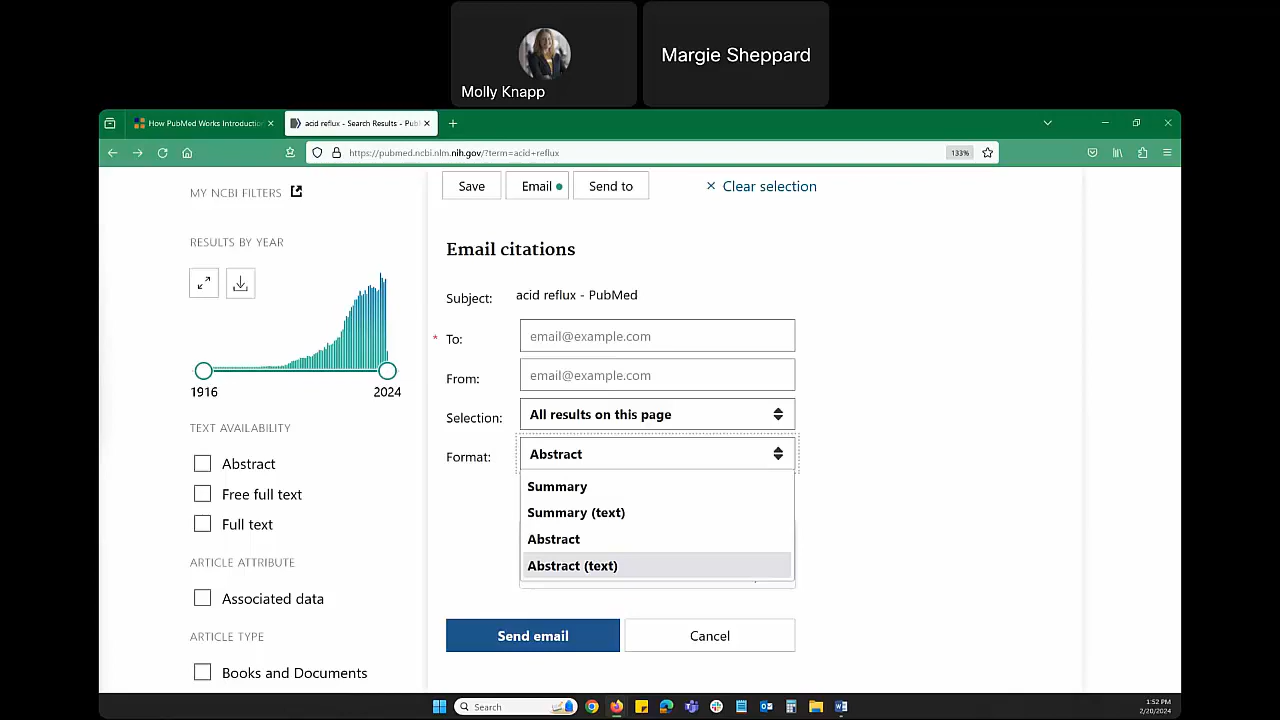 Molly Knapp
Margie Sheppard
How PubMed Works Introduction
acid reflux - Search Results - Pub
https://pubmed.ncbi.nlm.nih.gov/?term=acid+reflux
133%
MY NCBI FILTERS
Save
Email
Send to
× Clear selection
RESULTS BY YEAR
Email citations
Subject:
acid reflux - PubMed
* To:
email@example.com
From:
email@example.com
1916
2024
Selection:
All results on this page
TEXT AVAILABILITY
Format:
Abstract
Abstract
Summary
Free full text
Summary (text)
Full text
Abstract
ARTICLE ATTRIBUTE
Abstract (text)
Associated data
ARTICLE TYPE
Send email
Cancel
Books and Documents
Search
1:52 PM
2/20/2024